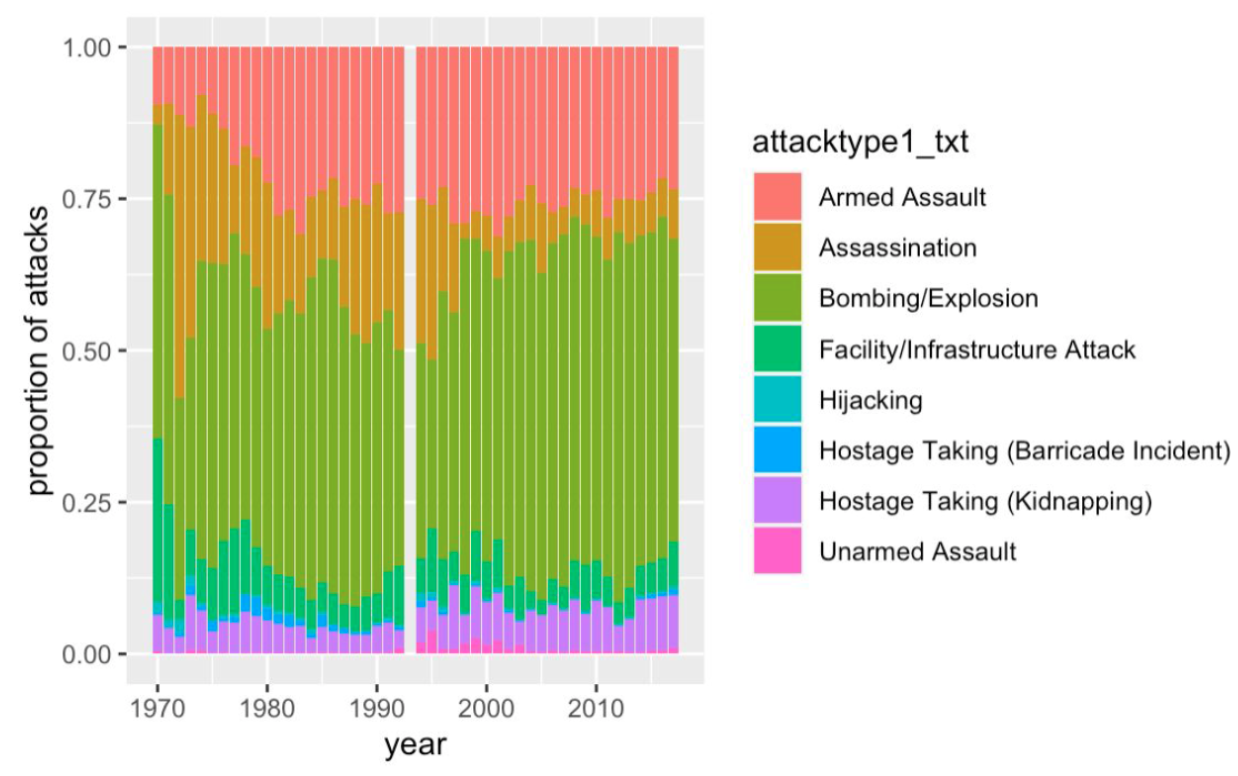 1.00
0.75
0.50
0.25
0.00
proportion of attacks
1970 1980 1990 2000 2010
year
attacktype1_txt
Armed Assault
Assassination
Bombing/Explosion
Facility/Infrastructure Attack
Hijacking
Hostage Taking (Barricade Incident)
Hostage Taking (Kidnapping)
Unarmed Assault